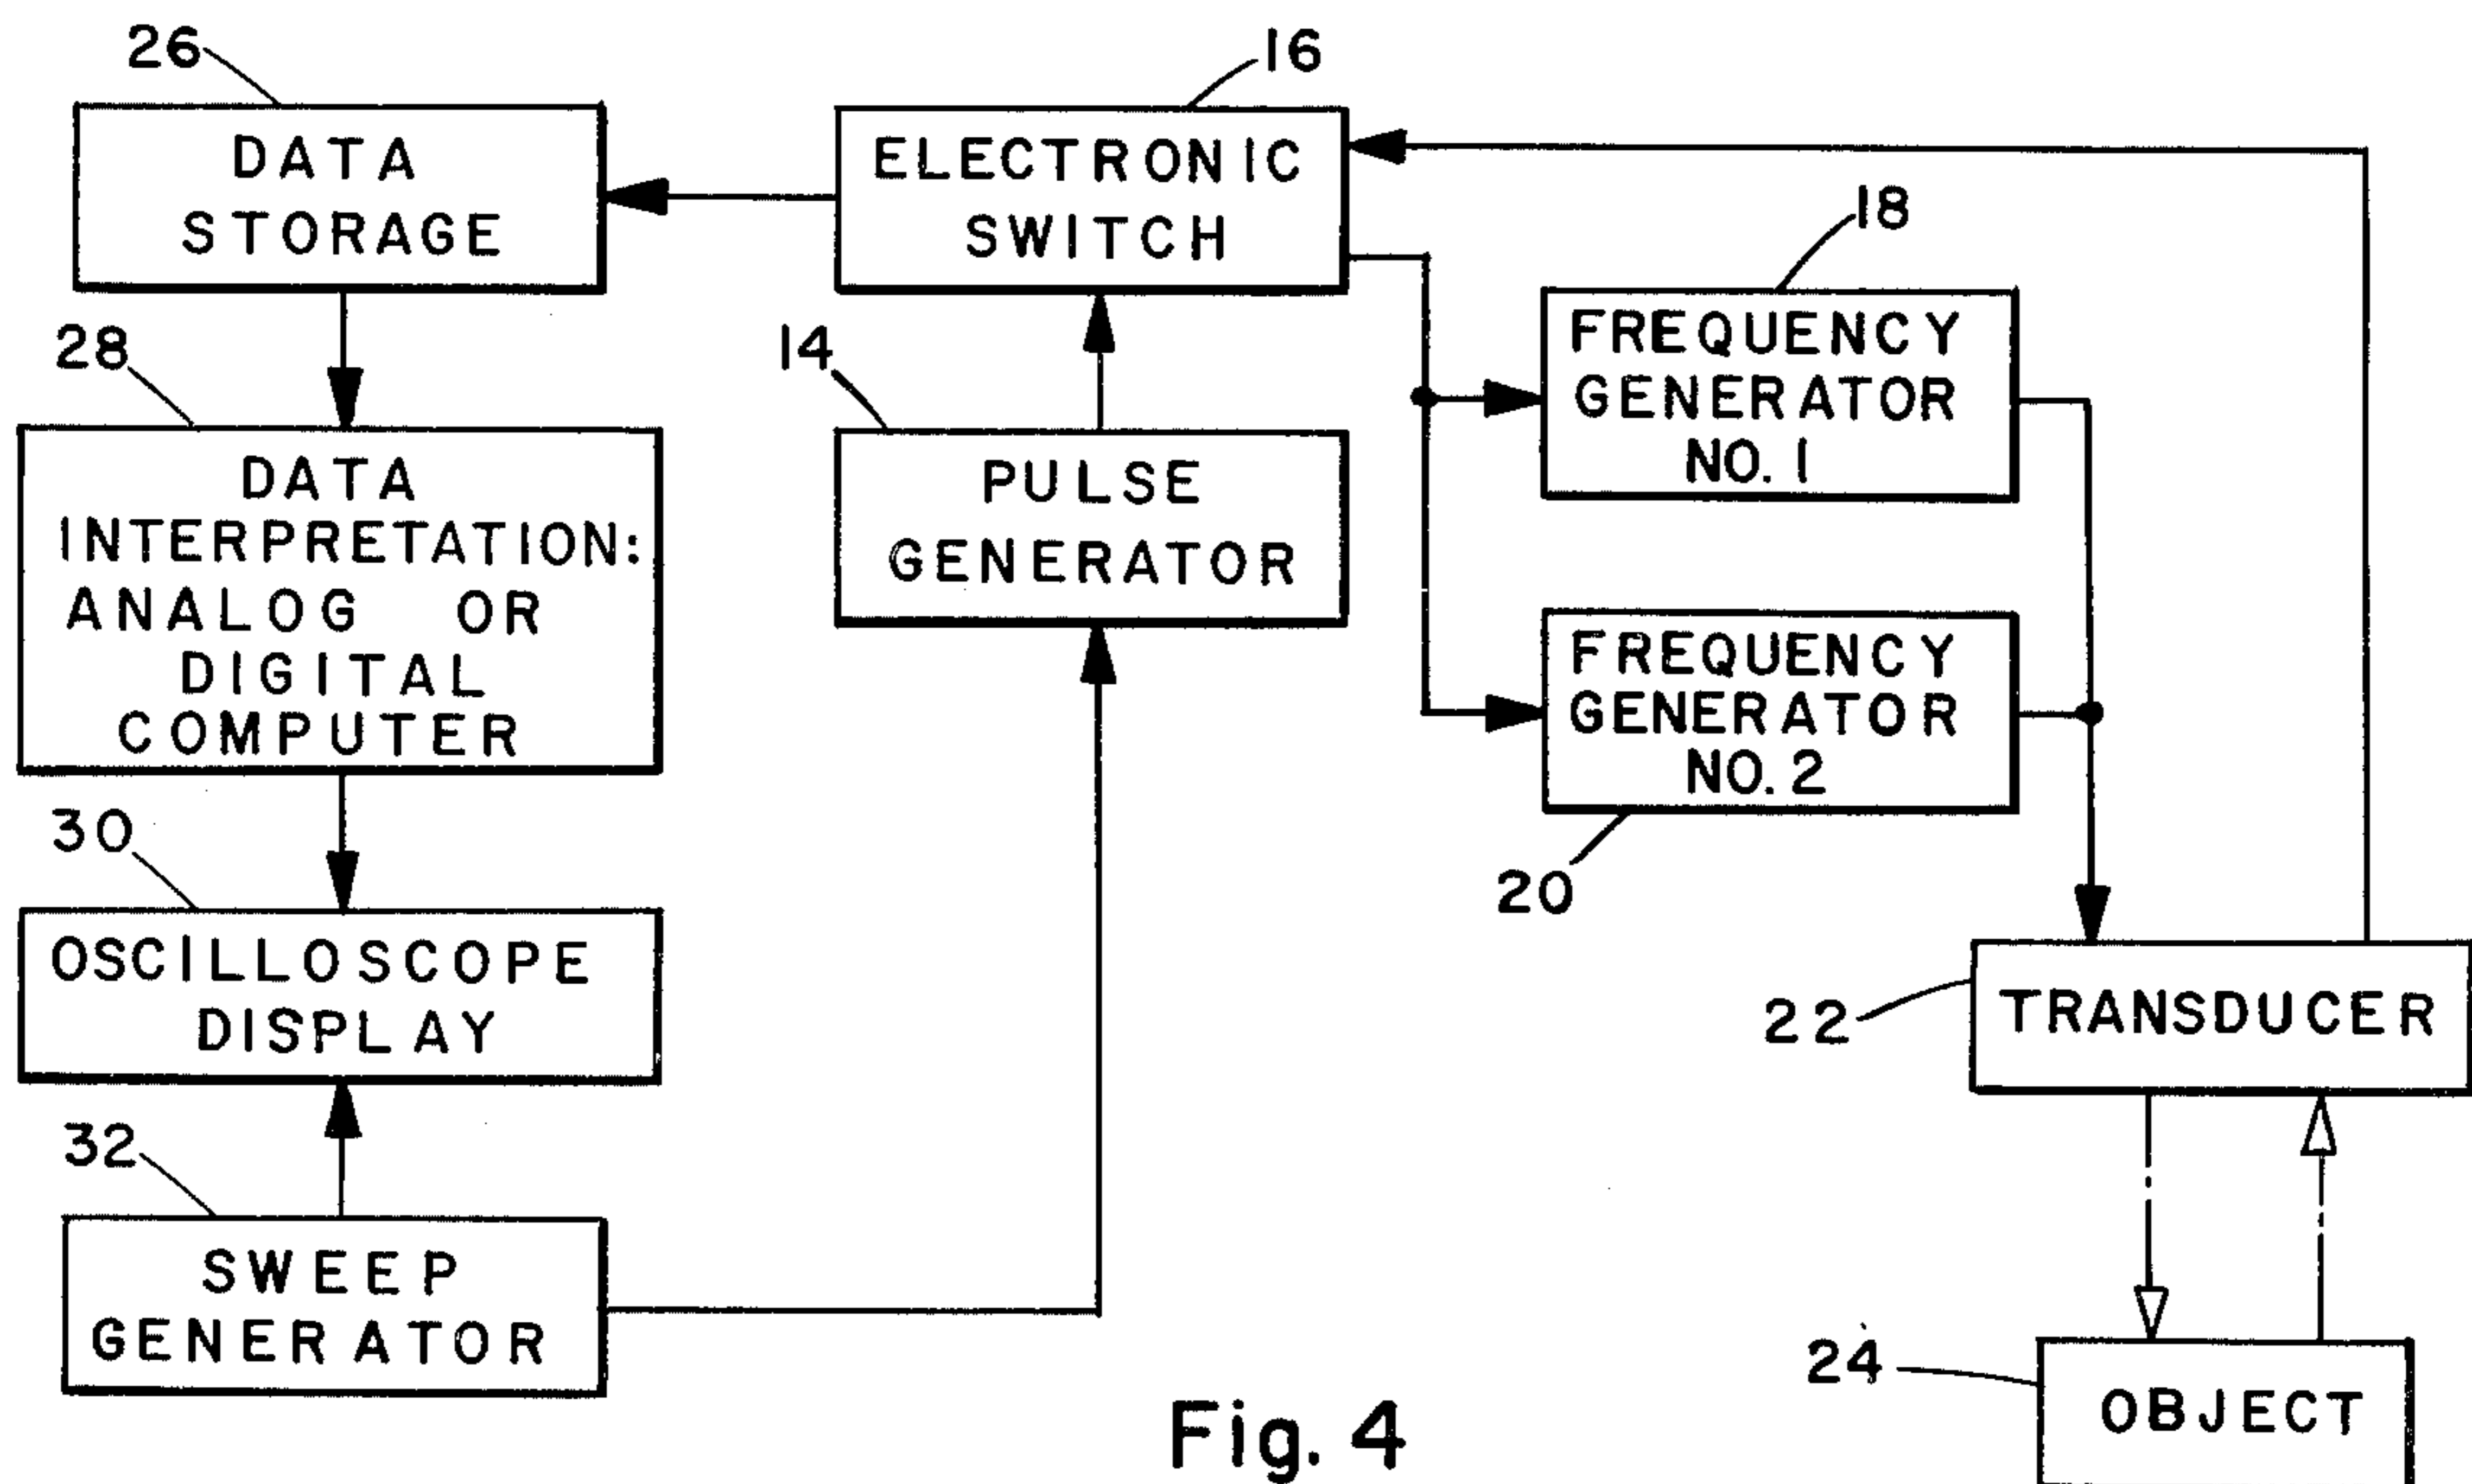 26
DATA
STORAGE
16
ELECTRONIC
SWITCH
18
FREQUENCY
GENERATOR
NO. 1
28
DATA
INTERPRETATION:
ANALOG OR
DIGITAL
COMPUTER
14
PULSE
GENERATOR
FREQUENCY
GENERATOR
NO. 2
20
30
OSCILLOSCOPE
DISPLAY
22
TRANSDUCER
32
SWEEP
GENERATOR
24
OBJECT
Fig. 4